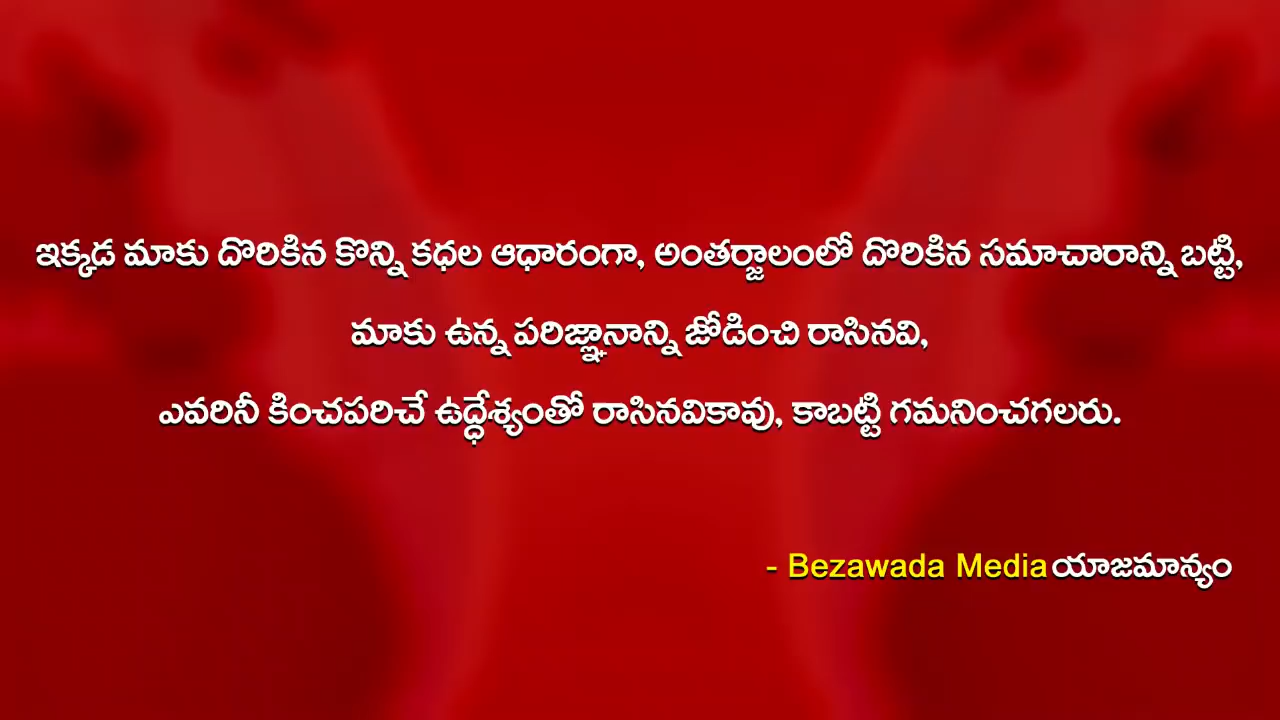 ఇక్కడ మాకు దొరికిన కొన్ని కధల ఆధారంగా, అంతర్జాలంలో దొరికిన సమాచారాన్ని బట్టి,
మాకు ఉన్న పరిజ్ఞానాన్ని జోడించి రాసినవి,
ఎవరినీ కించపరిచే ఉద్ధేశ్యంతో రాసినవికావు, కాబట్టి గమనించగలరు.
- Bezawada Media యాజమాన్యం